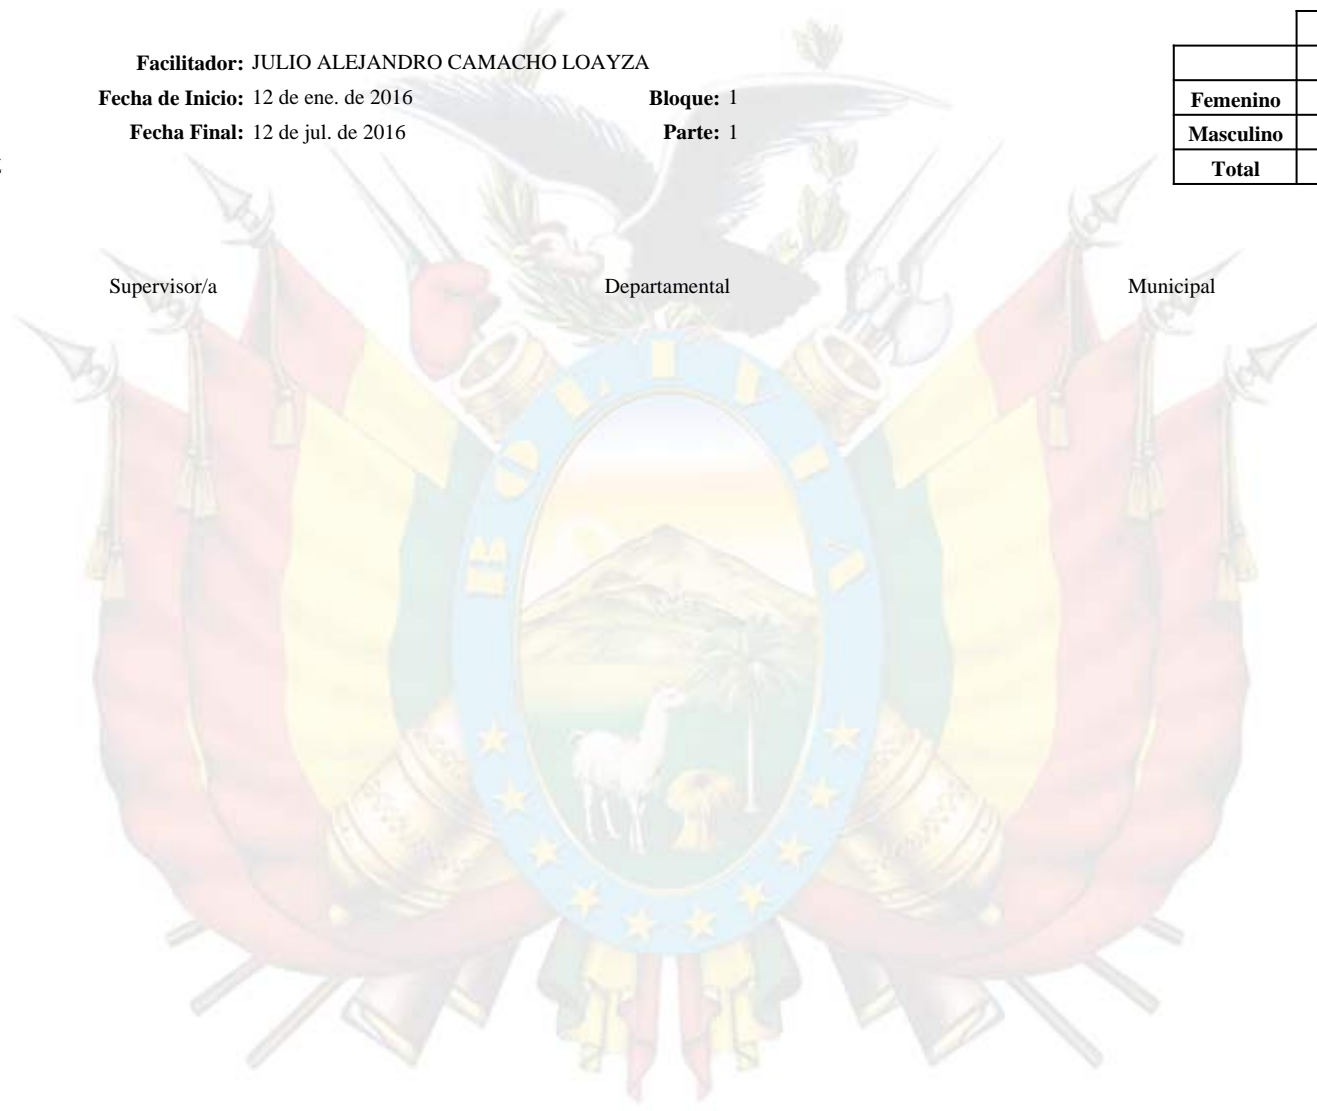 Facilitador: JULIO ALEJANDRO CAMACHO LOAYZA
Fecha de Inicio: 12 de ene. de 2016 Bloque: 1
Fecha Final: 12 de jul. de 2016 Parte: 1
Femenino
Masculino
Total
Supervisor/a Departamental Municipal
BOLIVIA